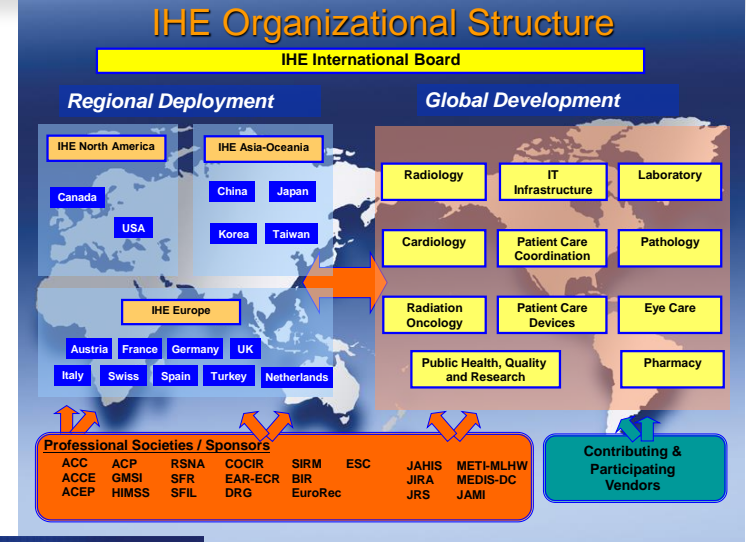 IHE Organizational Structure
IHE International Board
Regional Deployment
Global Development
IHE North America
Canada
USA
IHE Asia-Oceania
China Japan
Korea Taiwan
IHE Europe
Austria France Germany UK
Italy Swiss Spain Turkey Netherlands
Radiology
IT
Infrastructure
Laboratory
Cardiology
Patient Care
Coordination
Pathology
Radiation
Oncology
Patient Care
Devices
Eye Care
Public Health, Quality
and Research
Pharmacy
Professional Societies / Sponsors
ACC ACP RSNA COCIR SIRM ESC JAHIS METI-MLHW
ACCE GMSI SFR EAR-ECR BIR JIRA MEDIS-DC
ACEP HIMSS SFIL DRG EuroRec JRS JAMI
Contributing &
Participating
Vendors